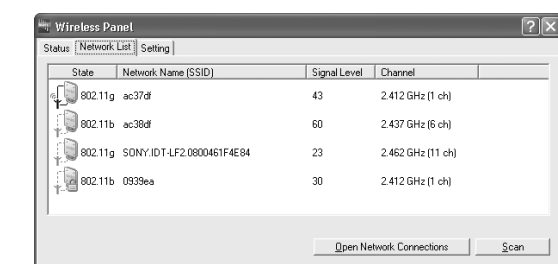 Wireless Panel
Status Network List Setting
State Network Name (SSID) Signal Level Channel
802.11g ac37df 43 2.412 GHz (1 ch)
802.11b ac38df 60 2.437 GHz (6 ch)
802.11g SONY.IDT-LF2.0800461F4E84 23 2.462 GHz (11 ch)
802.11b 0939ea 30 2.412 GHz (1 ch)
Open Network Connections Scan